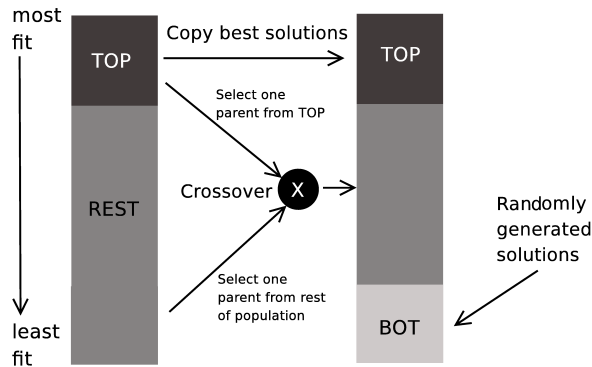 most
fit
TOP
Copy best solutions
TOP
Select one
parent from TOP
REST
Crossover
X
Select one
parent from rest
of population
Randomly
generated
solutions
BOT
least
fit